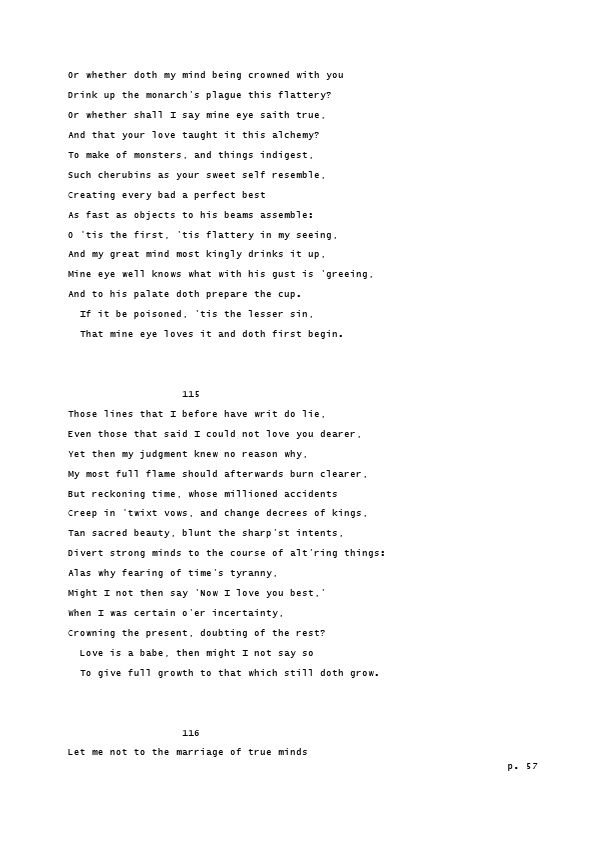 Or whether doth my mind being crowned with you
Drink up the monarch's plague this flattery?
Or whether shall I say mine eye saith true,
And that your love taught it this alchemy?
To make of monsters, and things indigest,
Such cherubins as your sweet self resemble,
Creating every bad a perfect best
As fast as objects to his beams assemble:
O 'tis the first, 'tis flattery in my seeing,
And my great mind most kingly drinks it up,
Mine eye well knows what with his gust is 'greeing,
And to his palate doth prepare the cup.
  If it be poisoned, 'tis the lesser sin,
  That mine eye loves it and doth first begin.
115
Those lines that I before have writ do lie,
Even those that said I could not love you dearer,
Yet then my judgment knew no reason why,
My most full flame should afterwards burn clearer,
But reckoning time, whose millioned accidents
Creep in 'twixt vows, and change decrees of kings,
Tan sacred beauty, blunt the sharp'st intents,
Divert strong minds to the course of alt'ring things:
Alas why fearing of time's tyranny,
Might I not then say 'Now I love you best,'
When I was certain o'er incertainty,
Crowning the present, doubting of the rest?
  Love is a babe, then might I not say so
  To give full growth to that which still doth grow.
116
Let me not to the marriage of true minds
p. 57